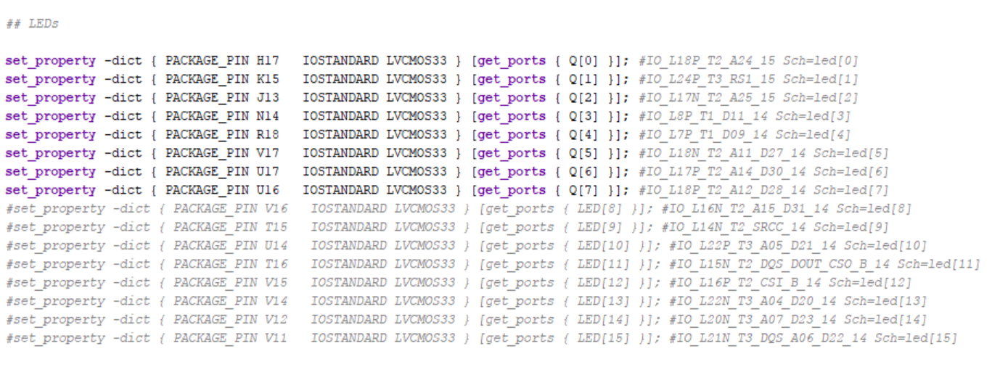 ## LEDs
set_property -dict { PACKAGE_PIN H17   IOSTANDARD LVCMOS33 } [get_ports { Q[0] }]; #IO_L18P_T2_A24_15 Sch=led[0]
set_property -dict { PACKAGE_PIN K15   IOSTANDARD LVCMOS33 } [get_ports { Q[1] }]; #IO_L24P_T3_RS1_15 Sch=led[1]
set_property -dict { PACKAGE_PIN J13   IOSTANDARD LVCMOS33 } [get_ports { Q[2] }]; #IO_L17N_T2_A25_15 Sch=led[2]
set_property -dict { PACKAGE_PIN N14   IOSTANDARD LVCMOS33 } [get_ports { Q[3] }]; #IO_L8P_T1_D11_14 Sch=led[3]
set_property -dict { PACKAGE_PIN R18   IOSTANDARD LVCMOS33 } [get_ports { Q[4] }]; #IO_L7P_T1_D09_14 Sch=led[4]
set_property -dict { PACKAGE_PIN V17   IOSTANDARD LVCMOS33 } [get_ports { Q[5] }]; #IO_L18N_T2_A11_D27_14 Sch=led[5]
set_property -dict { PACKAGE_PIN U17   IOSTANDARD LVCMOS33 } [get_ports { Q[6] }]; #IO_L17P_T2_A14_D30_14 Sch=led[6]
set_property -dict { PACKAGE_PIN U16   IOSTANDARD LVCMOS33 } [get_ports { Q[7] }]; #IO_L18P_T2_A12_D28_14 Sch=led[7]
#set_property -dict { PACKAGE_PIN V16   IOSTANDARD LVCMOS33 } [get_ports { LED[8] }]; #IO_L16N_T2_A15_D31_14 Sch=led[8]
#set_property -dict { PACKAGE_PIN T15   IOSTANDARD LVCMOS33 } [get_ports { LED[9] }]; #IO_L14N_T2_SRCC_14 Sch=led[9]
#set_property -dict { PACKAGE_PIN U14   IOSTANDARD LVCMOS33 } [get_ports { LED[10] }]; #IO_L22P_T3_A05_D21_14 Sch=led[10]
#set_property -dict { PACKAGE_PIN T16   IOSTANDARD LVCMOS33 } [get_ports { LED[11] }]; #IO_L15N_T2_DQS_DOUT_CSO_B_14 Sch=led[11]
#set_property -dict { PACKAGE_PIN V15   IOSTANDARD LVCMOS33 } [get_ports { LED[12] }]; #IO_L16P_T2_CSI_B_14 Sch=led[12]
#set_property -dict { PACKAGE_PIN V14   IOSTANDARD LVCMOS33 } [get_ports { LED[13] }]; #IO_L22N_T3_A04_D20_14 Sch=led[13]
#set_property -dict { PACKAGE_PIN V12   IOSTANDARD LVCMOS33 } [get_ports { LED[14] }]; #IO_L20N_T3_A07_D23_14 Sch=led[14]
#set_property -dict { PACKAGE_PIN V11   IOSTANDARD LVCMOS33 } [get_ports { LED[15] }]; #IO_L21N_T3_DQS_A06_D22_14 Sch=led[15]